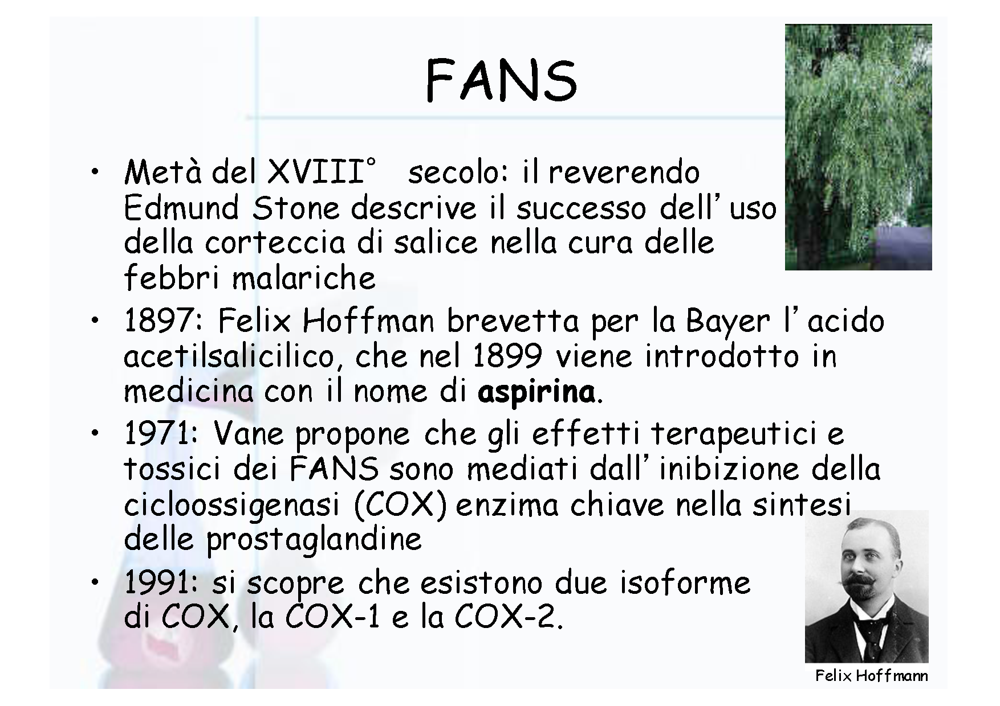 FANS
• Metà del XVIII° secolo: il reverendo
Edmund Stone descrive il successo dell’uso
della corteccia di salice nella cura delle
febbri malariche
• 1897: Felix Hoffman brevetta per la Bayer l’acido
acetilsalicilico, che nel 1899 viene introdotto in
medicina con il nome di aspirina.
• 1971: Vane propone che gli effetti terapeutici e
tossici dei FANS sono mediati dall’inibizione della
cicloossigenasi (COX) enzima chiave nella sintesi
delle prostaglandine
• 1991: si scopre che esistono due isoforme
di COX, la COX-1 e la COX-2.
Felix Hoffmann